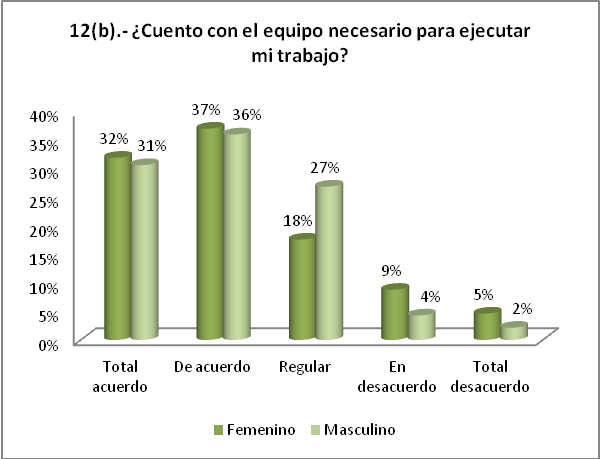 12(b).- ¿Cuento con el equipo necesario para ejecutar
mi trabajo?
40%
35%
30%
25%
20%
15%
10%
5%
0%
32%
31%
37%
36%
18%
27%
9%
4%
5%
2%
Total
acuerdo
De acuerdo
Regular
En
desacuerdo
Total
desacuerdo
Femenino
Masculino